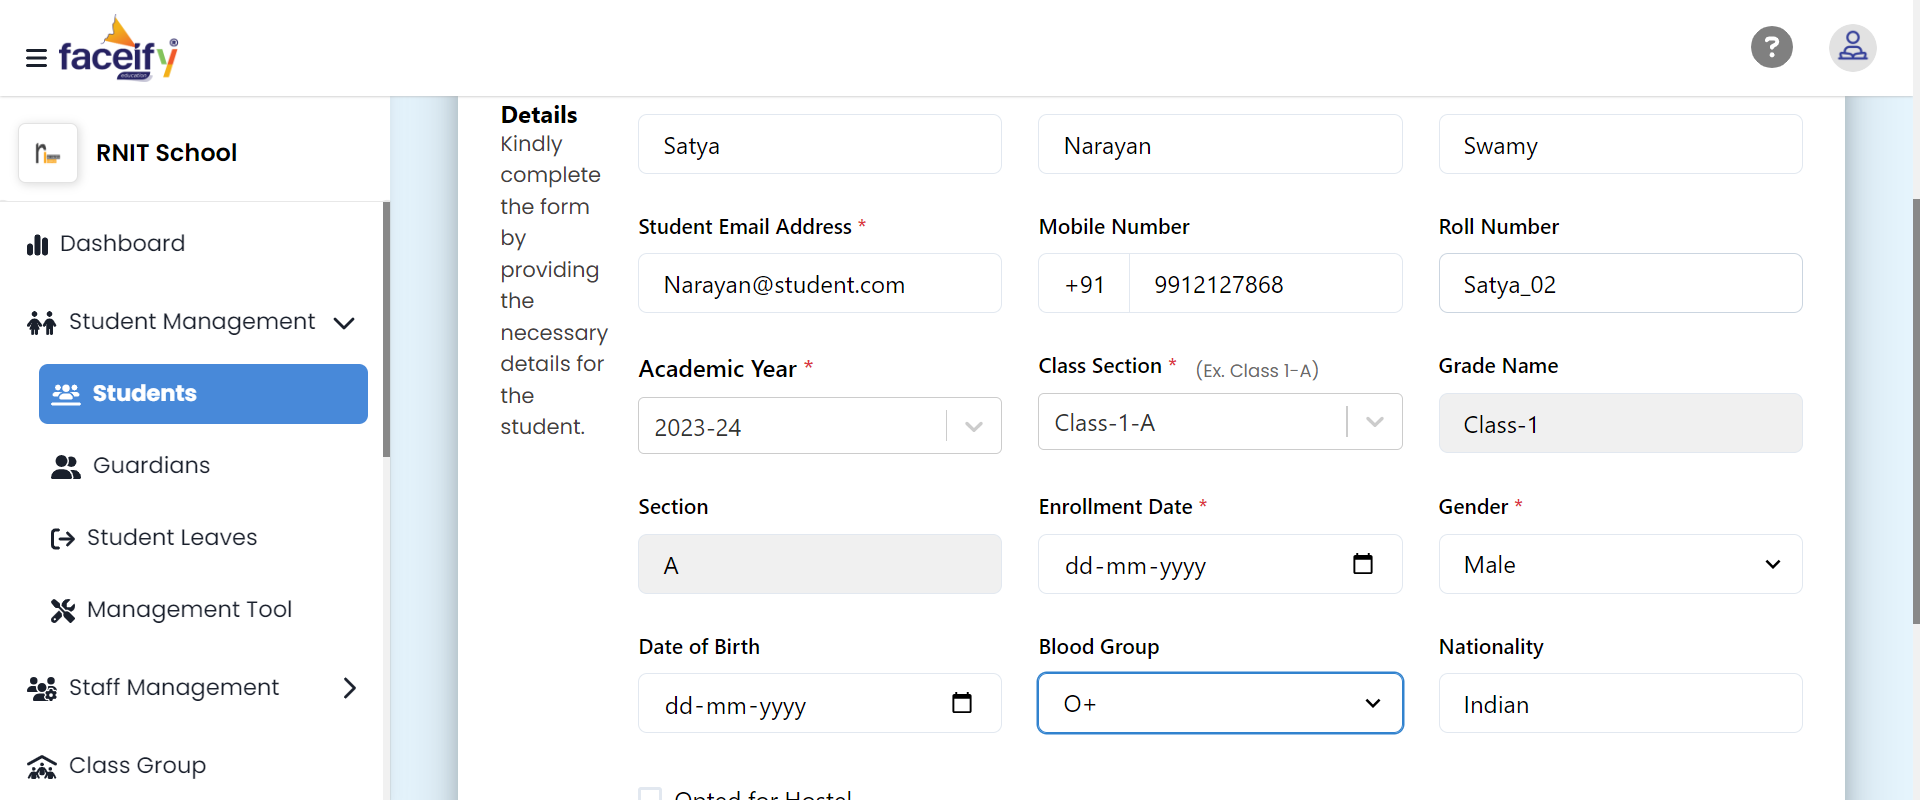 faceify®
education
?
RNIT School
Dashboard
Student Management
Students
Guardians
Student Leaves
Management Tool
Staff Management
Class Group
Details
Kindly
complete
the form
by
providing
the
necessary
details for
the
student.
Satya
Narayan
Swamy
Student Email Address *
Mobile Number
Roll Number
Narayan@student.com
+91
9912127868
Satya_02
Academic Year *
Class Section * (Ex. Class 1-A)
Grade Name
2023-24
Class-1-A
Class-1
Section
Enrollment Date *
Gender *
A
dd-mm-yyyy
Male
Date of Birth
Blood Group
Nationality
dd-mm-yyyy
O+
Indian
Opted for Hostel